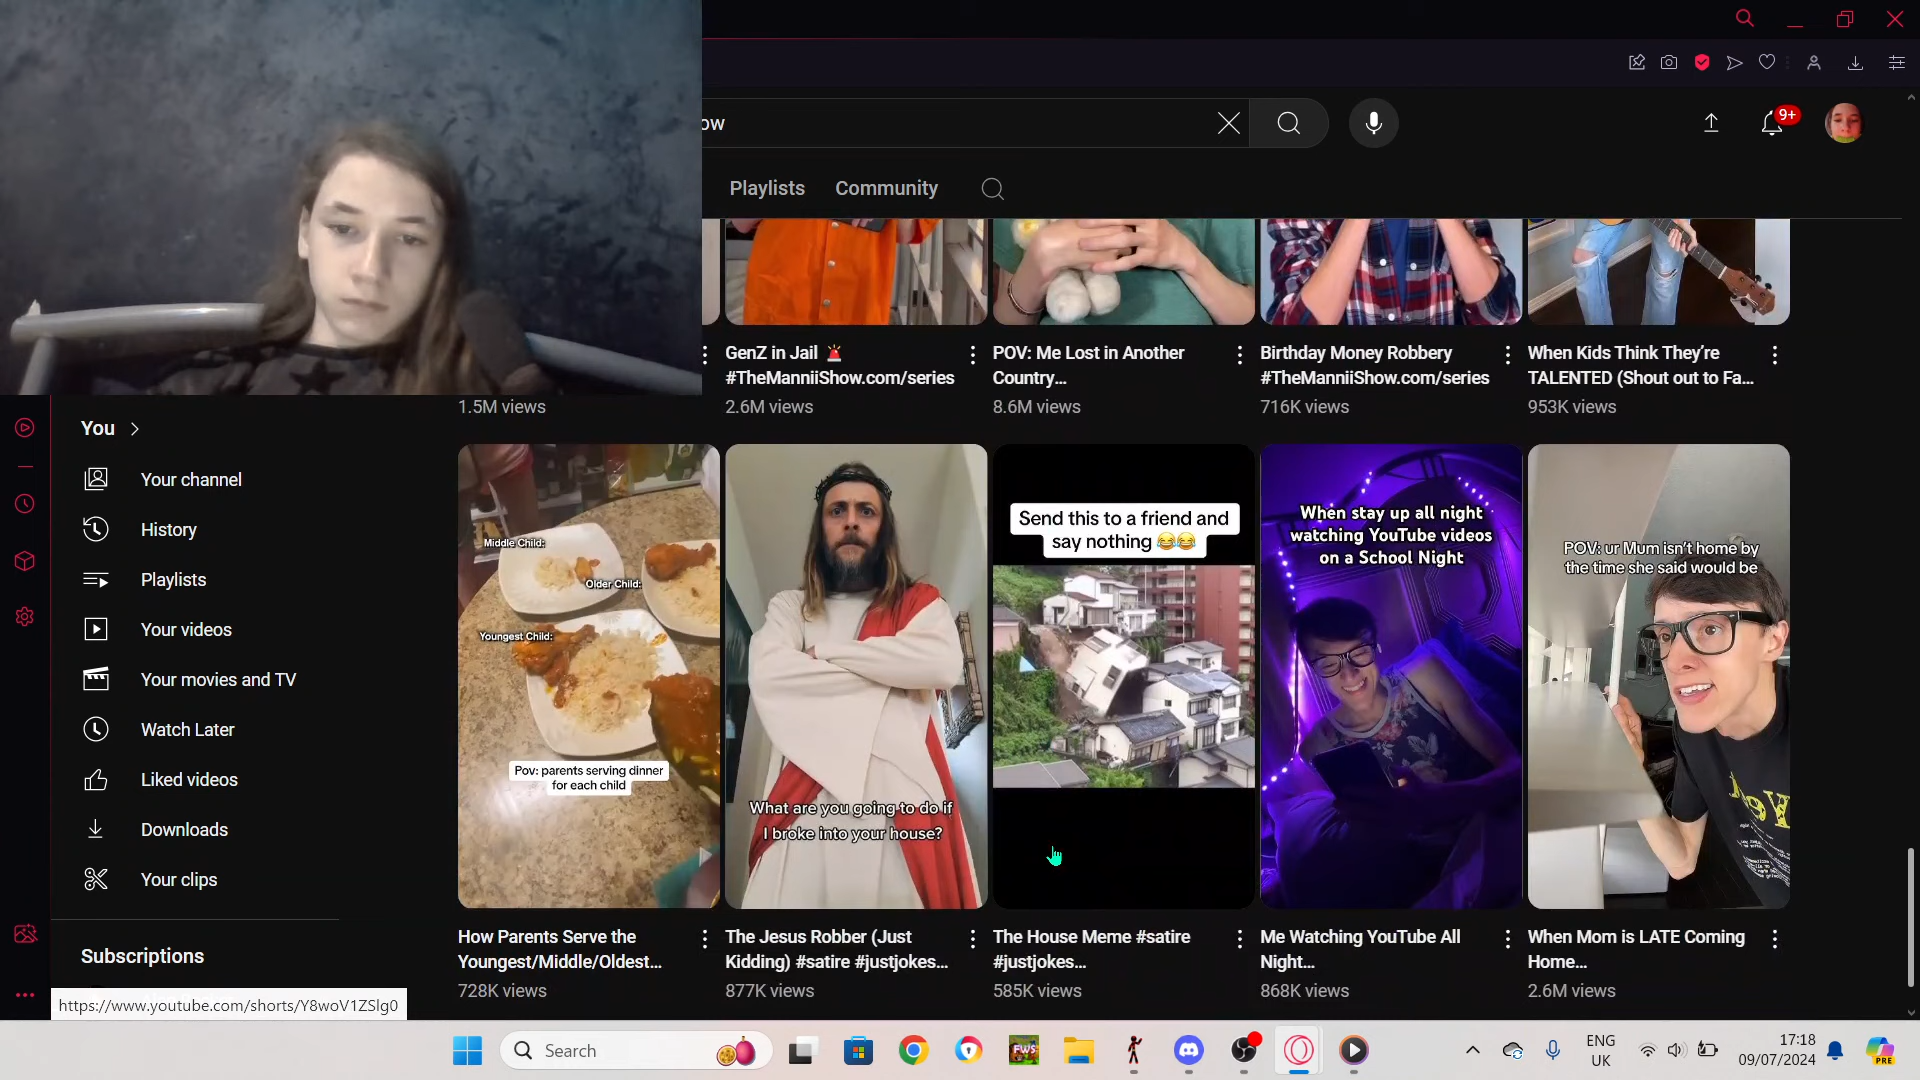 ow
9+
Playlists
Community
GenZ in Jail 🚨
#TheManniiShow.com/series
POV: Me Lost in Another
Country...
Birthday Money Robbery
#TheManniiShow.com/series
When Kids Think They're
TALENTED (Shout out to Fa...
1.5M views
2.6M views
8.6M views
716K views
953K views
You
Your channel
History
Playlists
Your videos
Your movies and TV
Watch Later
Liked videos
Downloads
Your clips
Subscriptions
Middle Child:
Older Child:
Youngest Child:
Pov: parents serving dinner
for each child
What are you going to do if
I broke into your house?
Send this to a friend and
say nothing 😂😂
When stay up all night
watching YouTube videos
on a School Night
POV: ur Mum isn't home by
the time she said would be
How Parents Serve the
Youngest/Middle/Oldest...
728K views
The Jesus Robber (Just
Kidding) #satire #justjokes...
877K views
The House Meme #satire
#justjokes...
585K views
Me Watching YouTube All
Night...
868K views
When Mom is LATE Coming
Home...
2.6M views
https://www.youtube.com/shorts/Y8woV1ZSlg0
Search
FWS
ENG
UK
17:18
09/07/2024
PRE